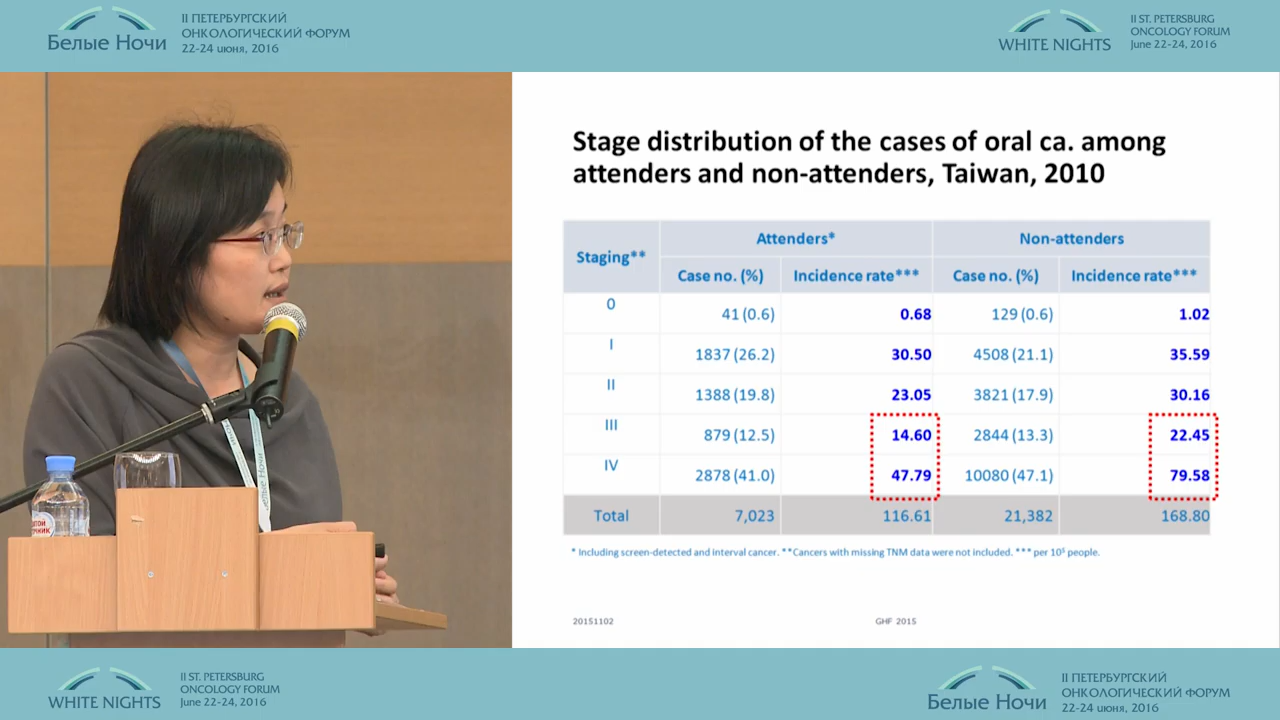 Белые Ночи
II ПЕТЕРБУРГСКИЙ
ОНКОЛОГИЧЕСКИЙ ФОРУМ
22-24 июня, 2016
WHITE NIGHTS
II ST. PETERSBURG
ONCOLOGY FORUM
June 22-24, 2016
Stage distribution of the cases of oral ca. among
attenders and non-attenders, Taiwan, 2010
Staging** Attenders* Non-attenders
Case no. (%) Incidence rate*** Case no. (%) Incidence rate***
0 41 (0.6) 0.68 129 (0.6) 1.02
I 1837 (26.2) 30.50 4508 (21.1) 35.59
II 1388 (19.8) 23.05 3821 (17.9) 30.16
III 879 (12.5) 14.60 2844 (13.3) 22.45
IV 2878 (41.0) 47.79 10080 (47.1) 79.58
Total 7,023 116.61 21,382 168.80
* Including screen-detected and interval cancer. **Cancers with missing TNM data were not included. *** per 10⁵ people.
20151102 GHF 2015
Белые Ночи
WHITE NIGHTS
II ST. PETERSBURG
ONCOLOGY FORUM
June 22-24, 2016
Белые Ночи
II ПЕТЕРБУРГСКИЙ
ОНКОЛОГИЧЕСКИЙ ФОРУМ
22-24 июня, 2016